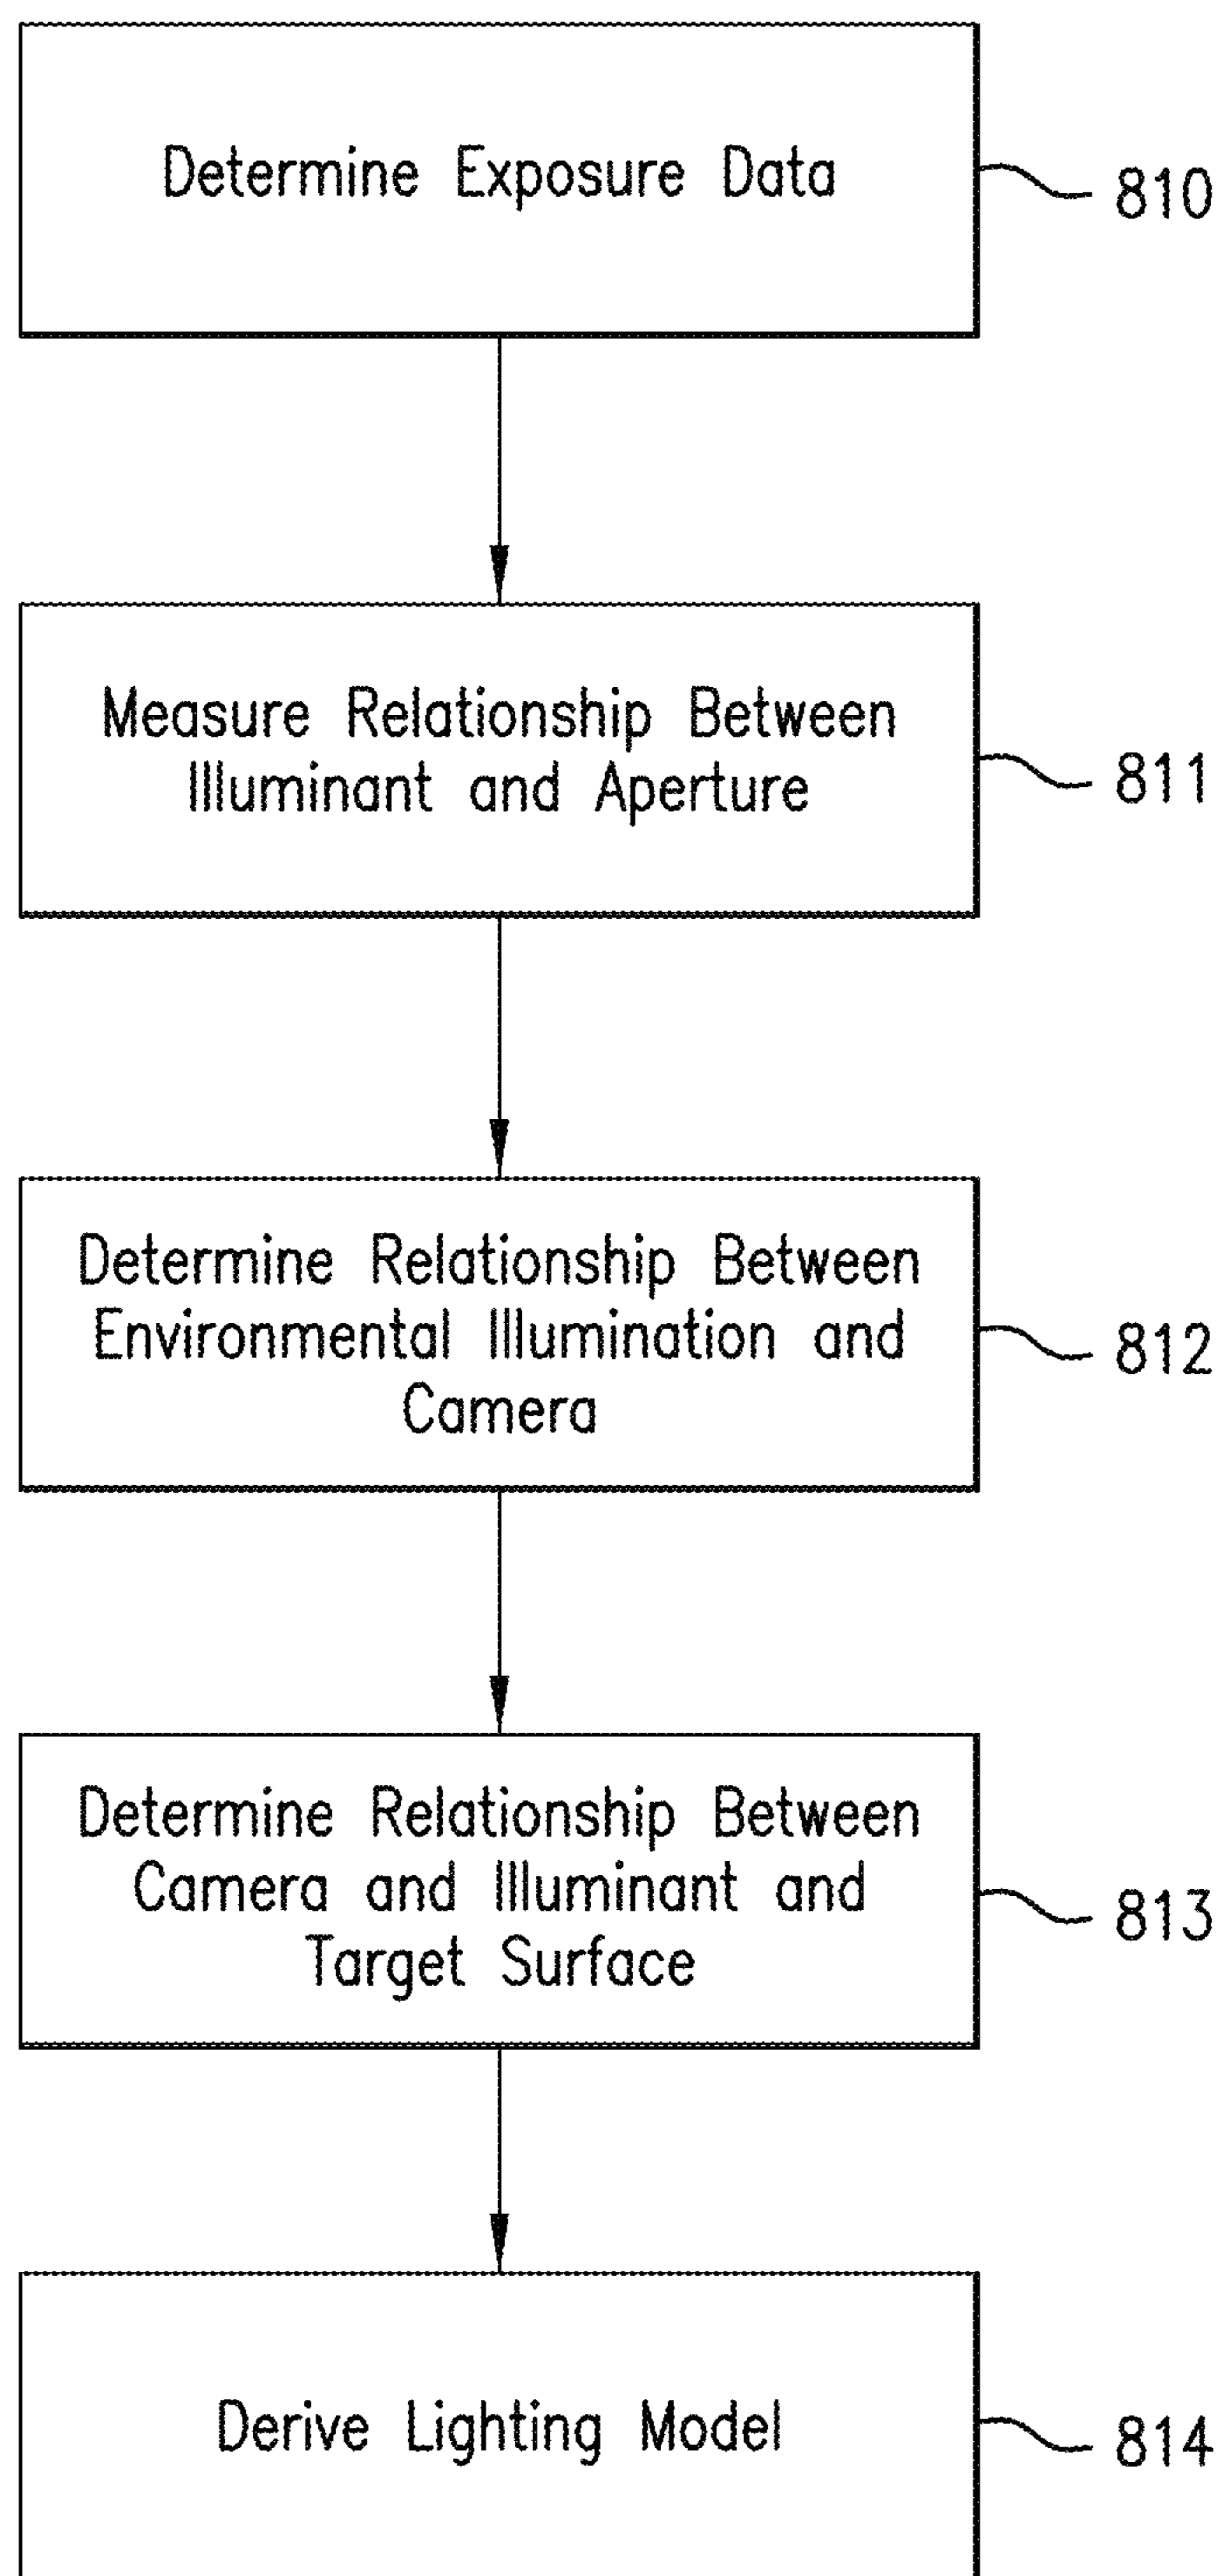 Determine Exposure Data
810
Measure Relationship Between
Illuminant and Aperture
811
Determine Relationship Between
Environmental Illumination and
Camera
812
Determine Relationship Between
Camera and Illuminant and
Target Surface
813
Derive Lighting Model
814